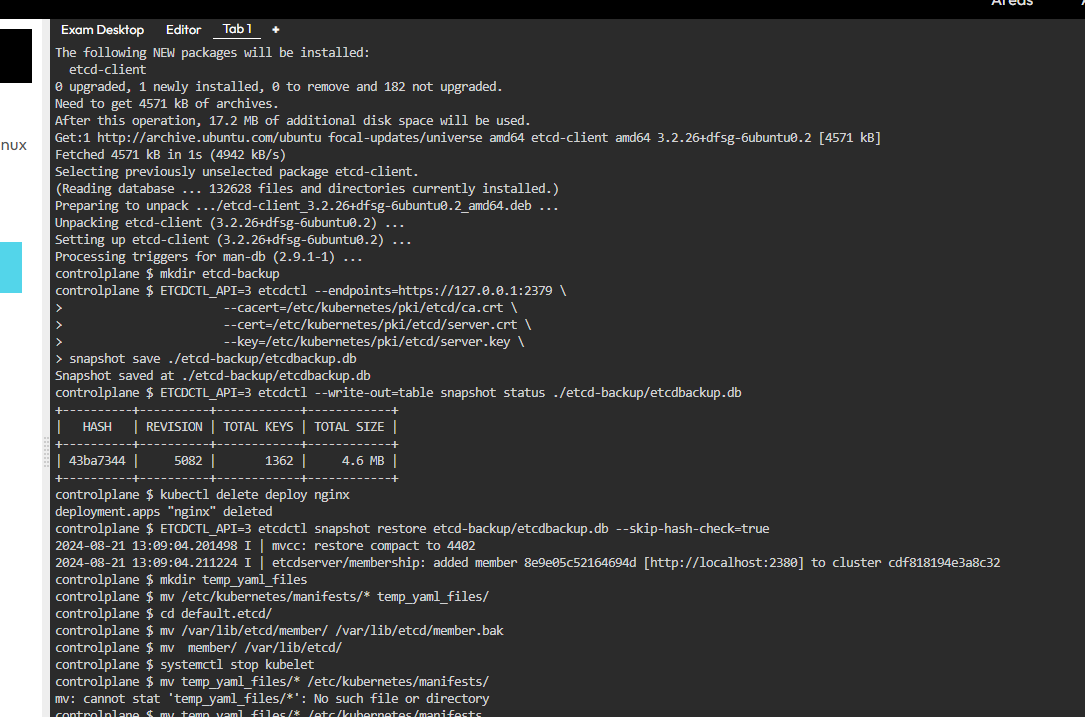 Areas
Exam Desktop Editor Tab 1 +
The following NEW packages will be installed:
etcd-client
0 upgraded, 1 newly installed, 0 to remove and 182 not upgraded.
Need to get 4571 kB of archives.
After this operation, 17.2 MB of additional disk space will be used.
Get:1 http://archive.ubuntu.com/ubuntu focal-updates/universe amd64 etcd-client amd64 3.2.26+dfsg-6ubuntu0.2 [4571 kB]
nux
Fetched 4571 kB in 1s (4942 kB/s)
Selecting previously unselected package etcd-client.
(Reading database ... 132628 files and directories currently installed.)
Preparing to unpack .../etcd-client_3.2.26+dfsg-6ubuntu0.2_amd64.deb ...
Unpacking etcd-client (3.2.26+dfsg-6ubuntu0.2) ...
Setting up etcd-client (3.2.26+dfsg-6ubuntu0.2) ...
Processing triggers for man-db (2.9.1-1) ...
controlplane $ mkdir etcd-backup
controlplane $ ETCDCTL_API=3 etcdctl --endpoints=https://127.0.0.1:2379 \
> --cacert=/etc/kubernetes/pki/etcd/ca.crt \
> --cert=/etc/kubernetes/pki/etcd/server.crt \
> --key=/etc/kubernetes/pki/etcd/server.key \
> snapshot save ./etcd-backup/etcdbackup.db
Snapshot saved at ./etcd-backup/etcdbackup.db
controlplane $ ETCDCTL_API=3 etcdctl --write-out=table snapshot status ./etcd-backup/etcdbackup.db
+----------+----------+------------+------------+
| HASH | REVISION | TOTAL KEYS | TOTAL SIZE |
+----------+----------+------------+------------+
| 43ba7344 | 5082 | 1362 | 4.6 MB |
+----------+----------+------------+------------+
controlplane $ kubectl delete deploy nginx
deployment.apps "nginx" deleted
controlplane $ ETCDCTL_API=3 etcdctl snapshot restore etcd-backup/etcdbackup.db --skip-hash-check=true
2024-08-21 13:09:04.201498 I | mvcc: restore compact to 4402
2024-08-21 13:09:04.211224 I | etcdserver/membership: added member 8e9e05c52164694d [http://localhost:2380] to cluster cdf818194e3a8c32
controlplane $ mkdir temp_yaml_files
controlplane $ mv /etc/kubernetes/manifests/* temp_yaml_files/
controlplane $ cd default.etcd/
controlplane $ mv /var/lib/etcd/member/ /var/lib/etcd/member.bak
controlplane $ mv  member/ /var/lib/etcd/
controlplane $ systemctl stop kubelet
controlplane $ mv temp_yaml_files/* /etc/kubernetes/manifests/
mv: cannot stat 'temp_yaml_files/*': No such file or directory
controlplane $ mv temp_yaml_files/* /etc/kubernetes/manifests